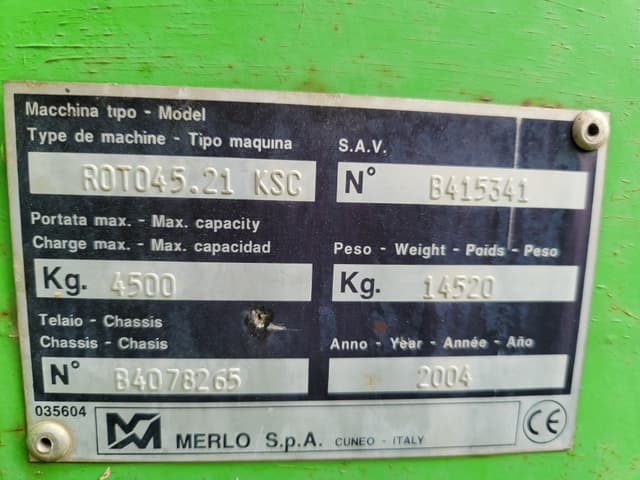 Macchina tipo - Model
Type de machine - Tipo maquina
ROTO45.21 KSC
S.A.V.
N° B415341
Portata max. - Max. capacity
Charge max. - Max. capacidad
Kg. 4500
Peso - Weight - Poids - Peso
Kg. 14520
Telaio - Chassis
Chassis - Chasis
N° B4078265
Anno - Year - Année - Año
2004
035604
MERLO S.p.A. CUNEO - ITALY
CE